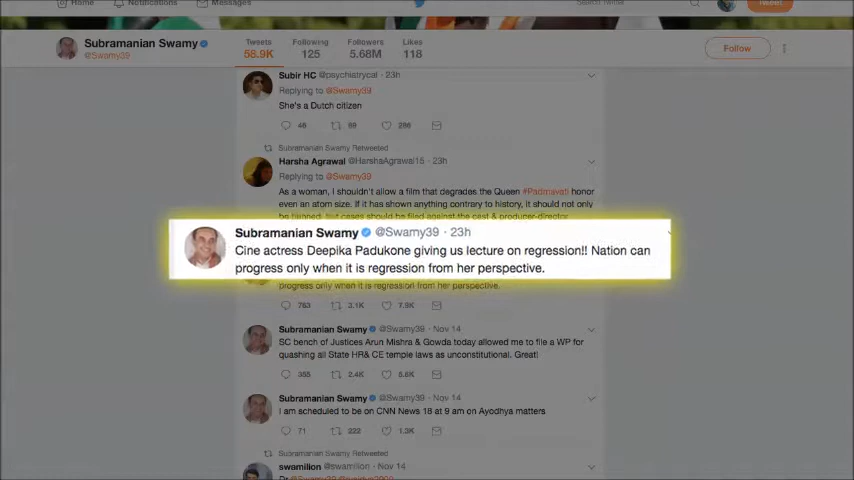 Home Notifications Messages Search Twitter Tweet
Subramanian Swamy
@Swamy39
Tweets Following Followers Likes
58.9K 125 5.68M 118
Follow
Subir HC @psychiatrycal · 23h
Replying to @Swamy39
She's a Dutch citizen
46 89 286
Subramanian Swamy Retweeted
Harsha Agrawal @HarshaAgrawal15 · 23h
Replying to @Swamy39
As a woman, I shouldn't allow a film that degrades the Queen #Padmavati honor
even an atom size. If it has shown anything contrary to history, it should not only
be banned but cases should be filed against the cast & producer-director
Subramanian Swamy @Swamy39 · 23h
Cine actress Deepika Padukone giving us lecture on regression!! Nation can
progress only when it is regression from her perspective.
progress only when it is regression from her perspective.
763 3.1K 7.9K
Subramanian Swamy @Swamy39 · Nov 14
SC bench of Justices Arun Mishra & Gowda today allowed me to file a WP for
quashing all State HR& CE temple laws as unconstitutional. Great!
355 2.4K 5.6K
Subramanian Swamy @Swamy39 · Nov 14
I am scheduled to be on CNN News 18 at 9 am on Ayodhya matters
71 222 1.3K
Subramanian Swamy Retweeted
swamilion @swamilion · Nov 14
Dr @Swamy39